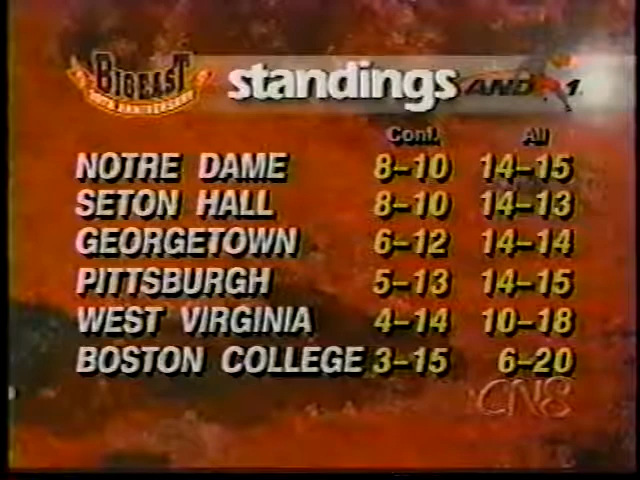 BIG EAST standings AND 1
20TH ANNIVERSARY
Conf. All
NOTRE DAME 8-10 14-15
SETON HALL 8-10 14-13
GEORGETOWN 6-12 14-14
PITTSBURGH 5-13 14-15
WEST VIRGINIA 4-14 10-18
BOSTON COLLEGE 3-15 6-20
CN8